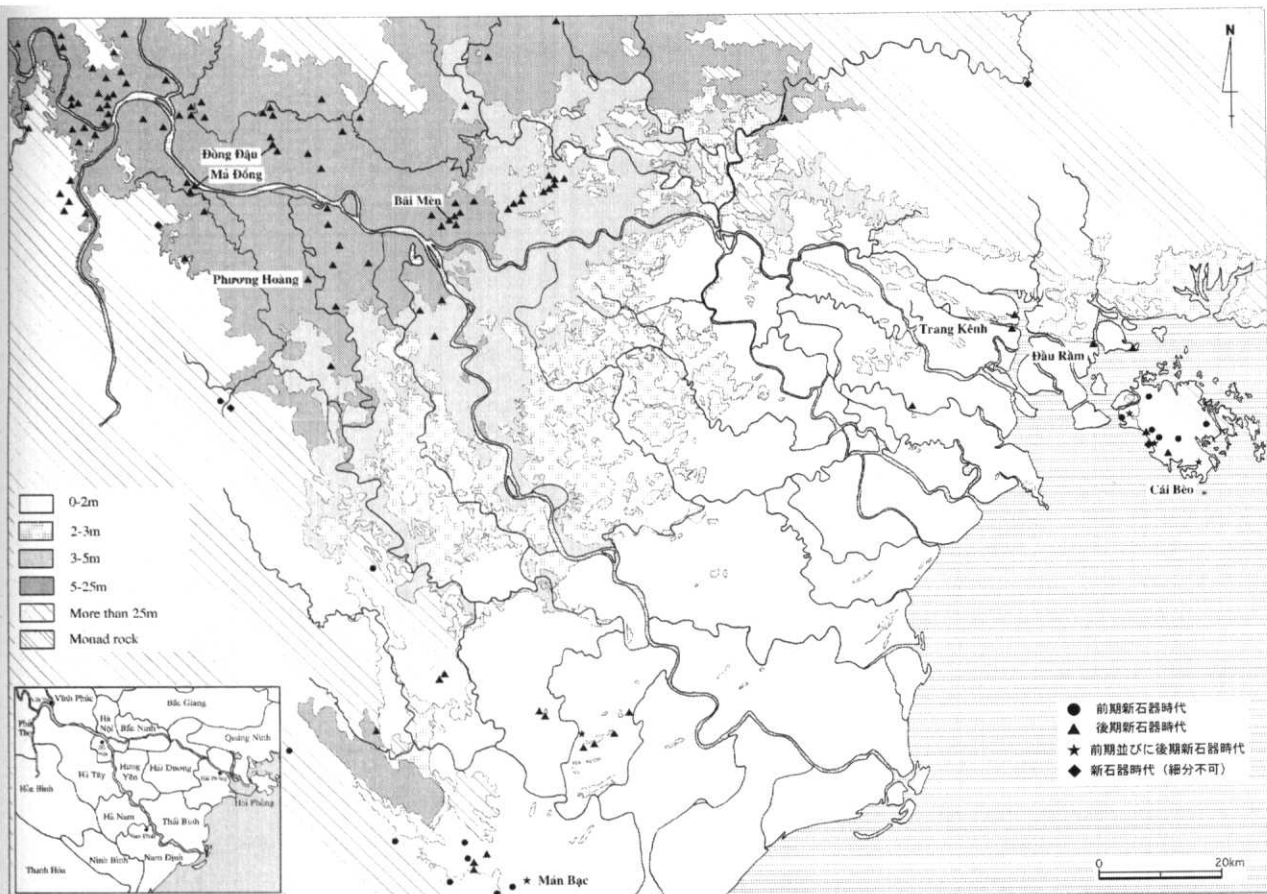 N
Đồng Đậu
Mả Đống
Bãi Mèn
Phượng Hoàng
Trang Kênh
Đầu Rằm
Cái Bèo
0-2m
2-3m
3-5m
5-25m
More than 25m
Monad rock
Vĩnh Phúc
Bắc Giang
Hà Nội
Bắc Ninh
Quảng Ninh
Hà Tây
Hưng Yên
Hải Dương
Hải Phòng
Hòa Bình
Hà Nam
Thái Bình
Ninh Bình
Nam Định
Thanh Hóa
前期新石器時代
後期新石器時代
前期並びに後期新石器時代
新石器時代（細分不可）
Mán Bạc
0
20km